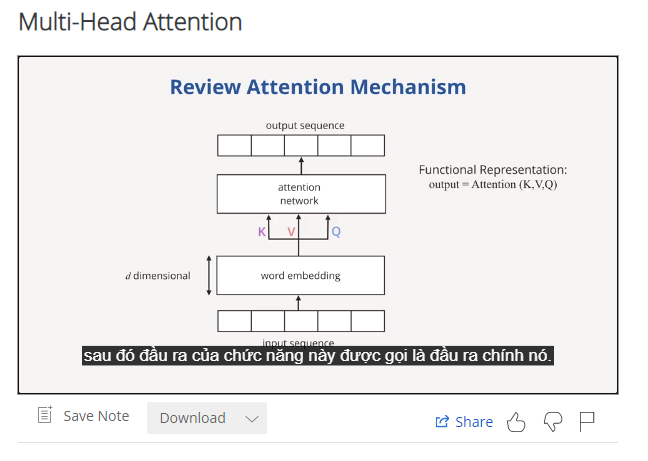 Multi-Head Attention
Review Attention Mechanism
output sequence
attention
network
Functional Representation:
output = Attention (K,V,Q)
K V Q
d dimensional
word embedding
input sequence
sau đó đầu ra của chức năng này được gọi là đầu ra chính nó.
Save Note
Download
Share